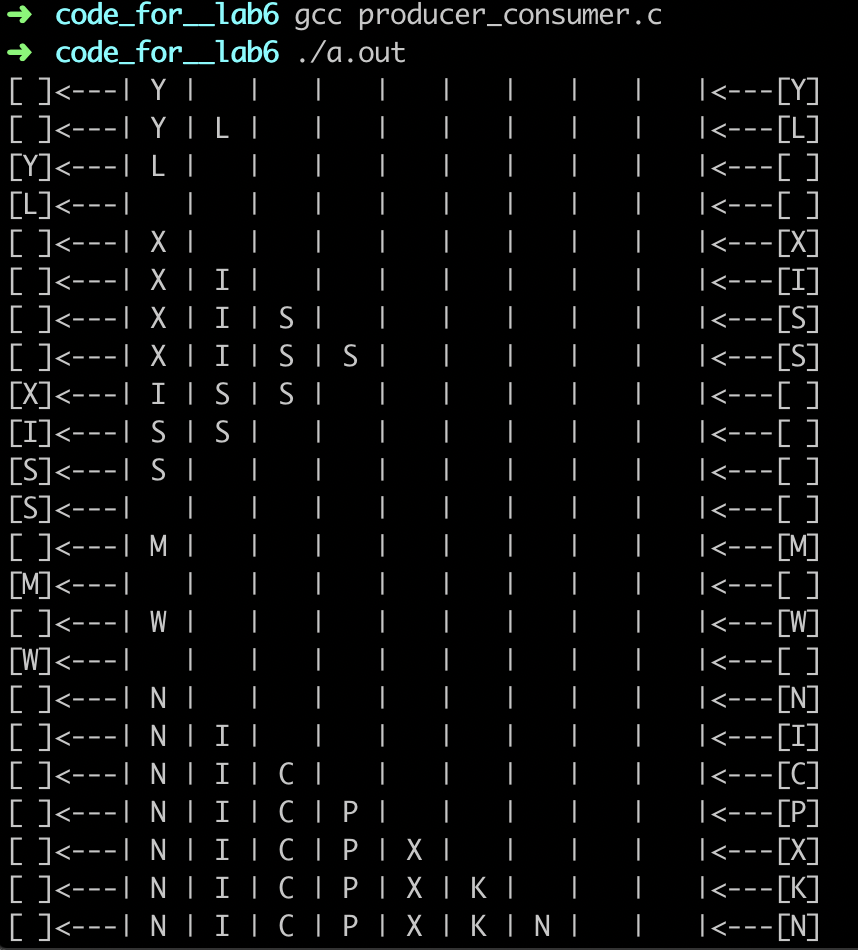 ➜ code_for__lab6 gcc producer_consumer.c
➜ code_for__lab6 ./a.out
[ ]<---| Y |   |   |   |   |   |   |   |   |<---[Y]
[ ]<---| Y | L |   |   |   |   |   |   |   |<---[L]
[Y]<---| L |   |   |   |   |   |   |   |   |<---[ ]
[L]<---|   |   |   |   |   |   |   |   |   |<---[ ]
[ ]<---| X |   |   |   |   |   |   |   |   |<---[X]
[ ]<---| X | I |   |   |   |   |   |   |   |<---[I]
[ ]<---| X | I | S |   |   |   |   |   |   |<---[S]
[ ]<---| X | I | S | S |   |   |   |   |   |<---[S]
[X]<---| I | S | S |   |   |   |   |   |   |<---[ ]
[I]<---| S | S |   |   |   |   |   |   |   |<---[ ]
[S]<---| S |   |   |   |   |   |   |   |   |<---[ ]
[S]<---|   |   |   |   |   |   |   |   |   |<---[ ]
[ ]<---| M |   |   |   |   |   |   |   |   |<---[M]
[M]<---|   |   |   |   |   |   |   |   |   |<---[ ]
[ ]<---| W |   |   |   |   |   |   |   |   |<---[W]
[W]<---|   |   |   |   |   |   |   |   |   |<---[ ]
[ ]<---| N |   |   |   |   |   |   |   |   |<---[N]
[ ]<---| N | I |   |   |   |   |   |   |   |<---[I]
[ ]<---| N | I | C |   |   |   |   |   |   |<---[C]
[ ]<---| N | I | C | P |   |   |   |   |   |<---[P]
[ ]<---| N | I | C | P | X |   |   |   |   |<---[X]
[ ]<---| N | I | C | P | X | K |   |   |   |<---[K]
[ ]<---| N | I | C | P | X | K | N |   |   |<---[N]